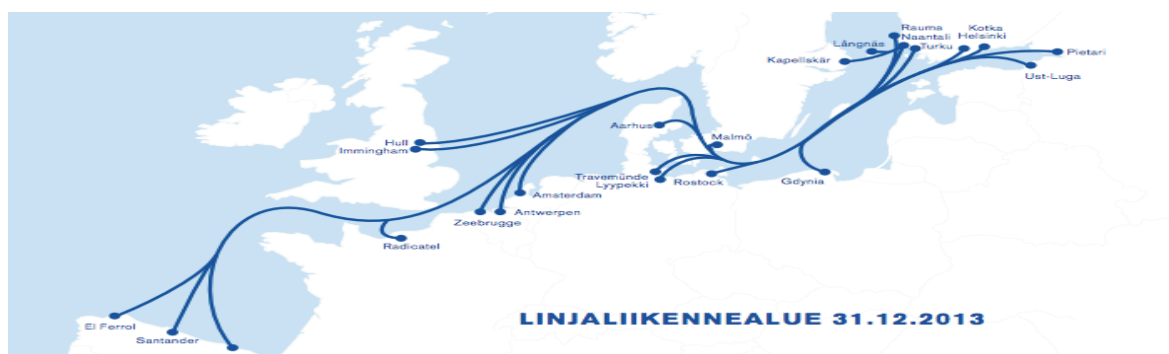 Rauma
Naantali
Turku
Kotka
Helsinki
Långnäs
Kapellskär
Pietari
Ust-Luga
Aarhus
Malmö
Hull
Immingham
Travemünde
Lyypekki
Rostock
Gdynia
Amsterdam
Antwerpen
Zeebrugge
Radicatel
El Ferrol
Santander
LINJALIIKENNEALUE 31.12.2013